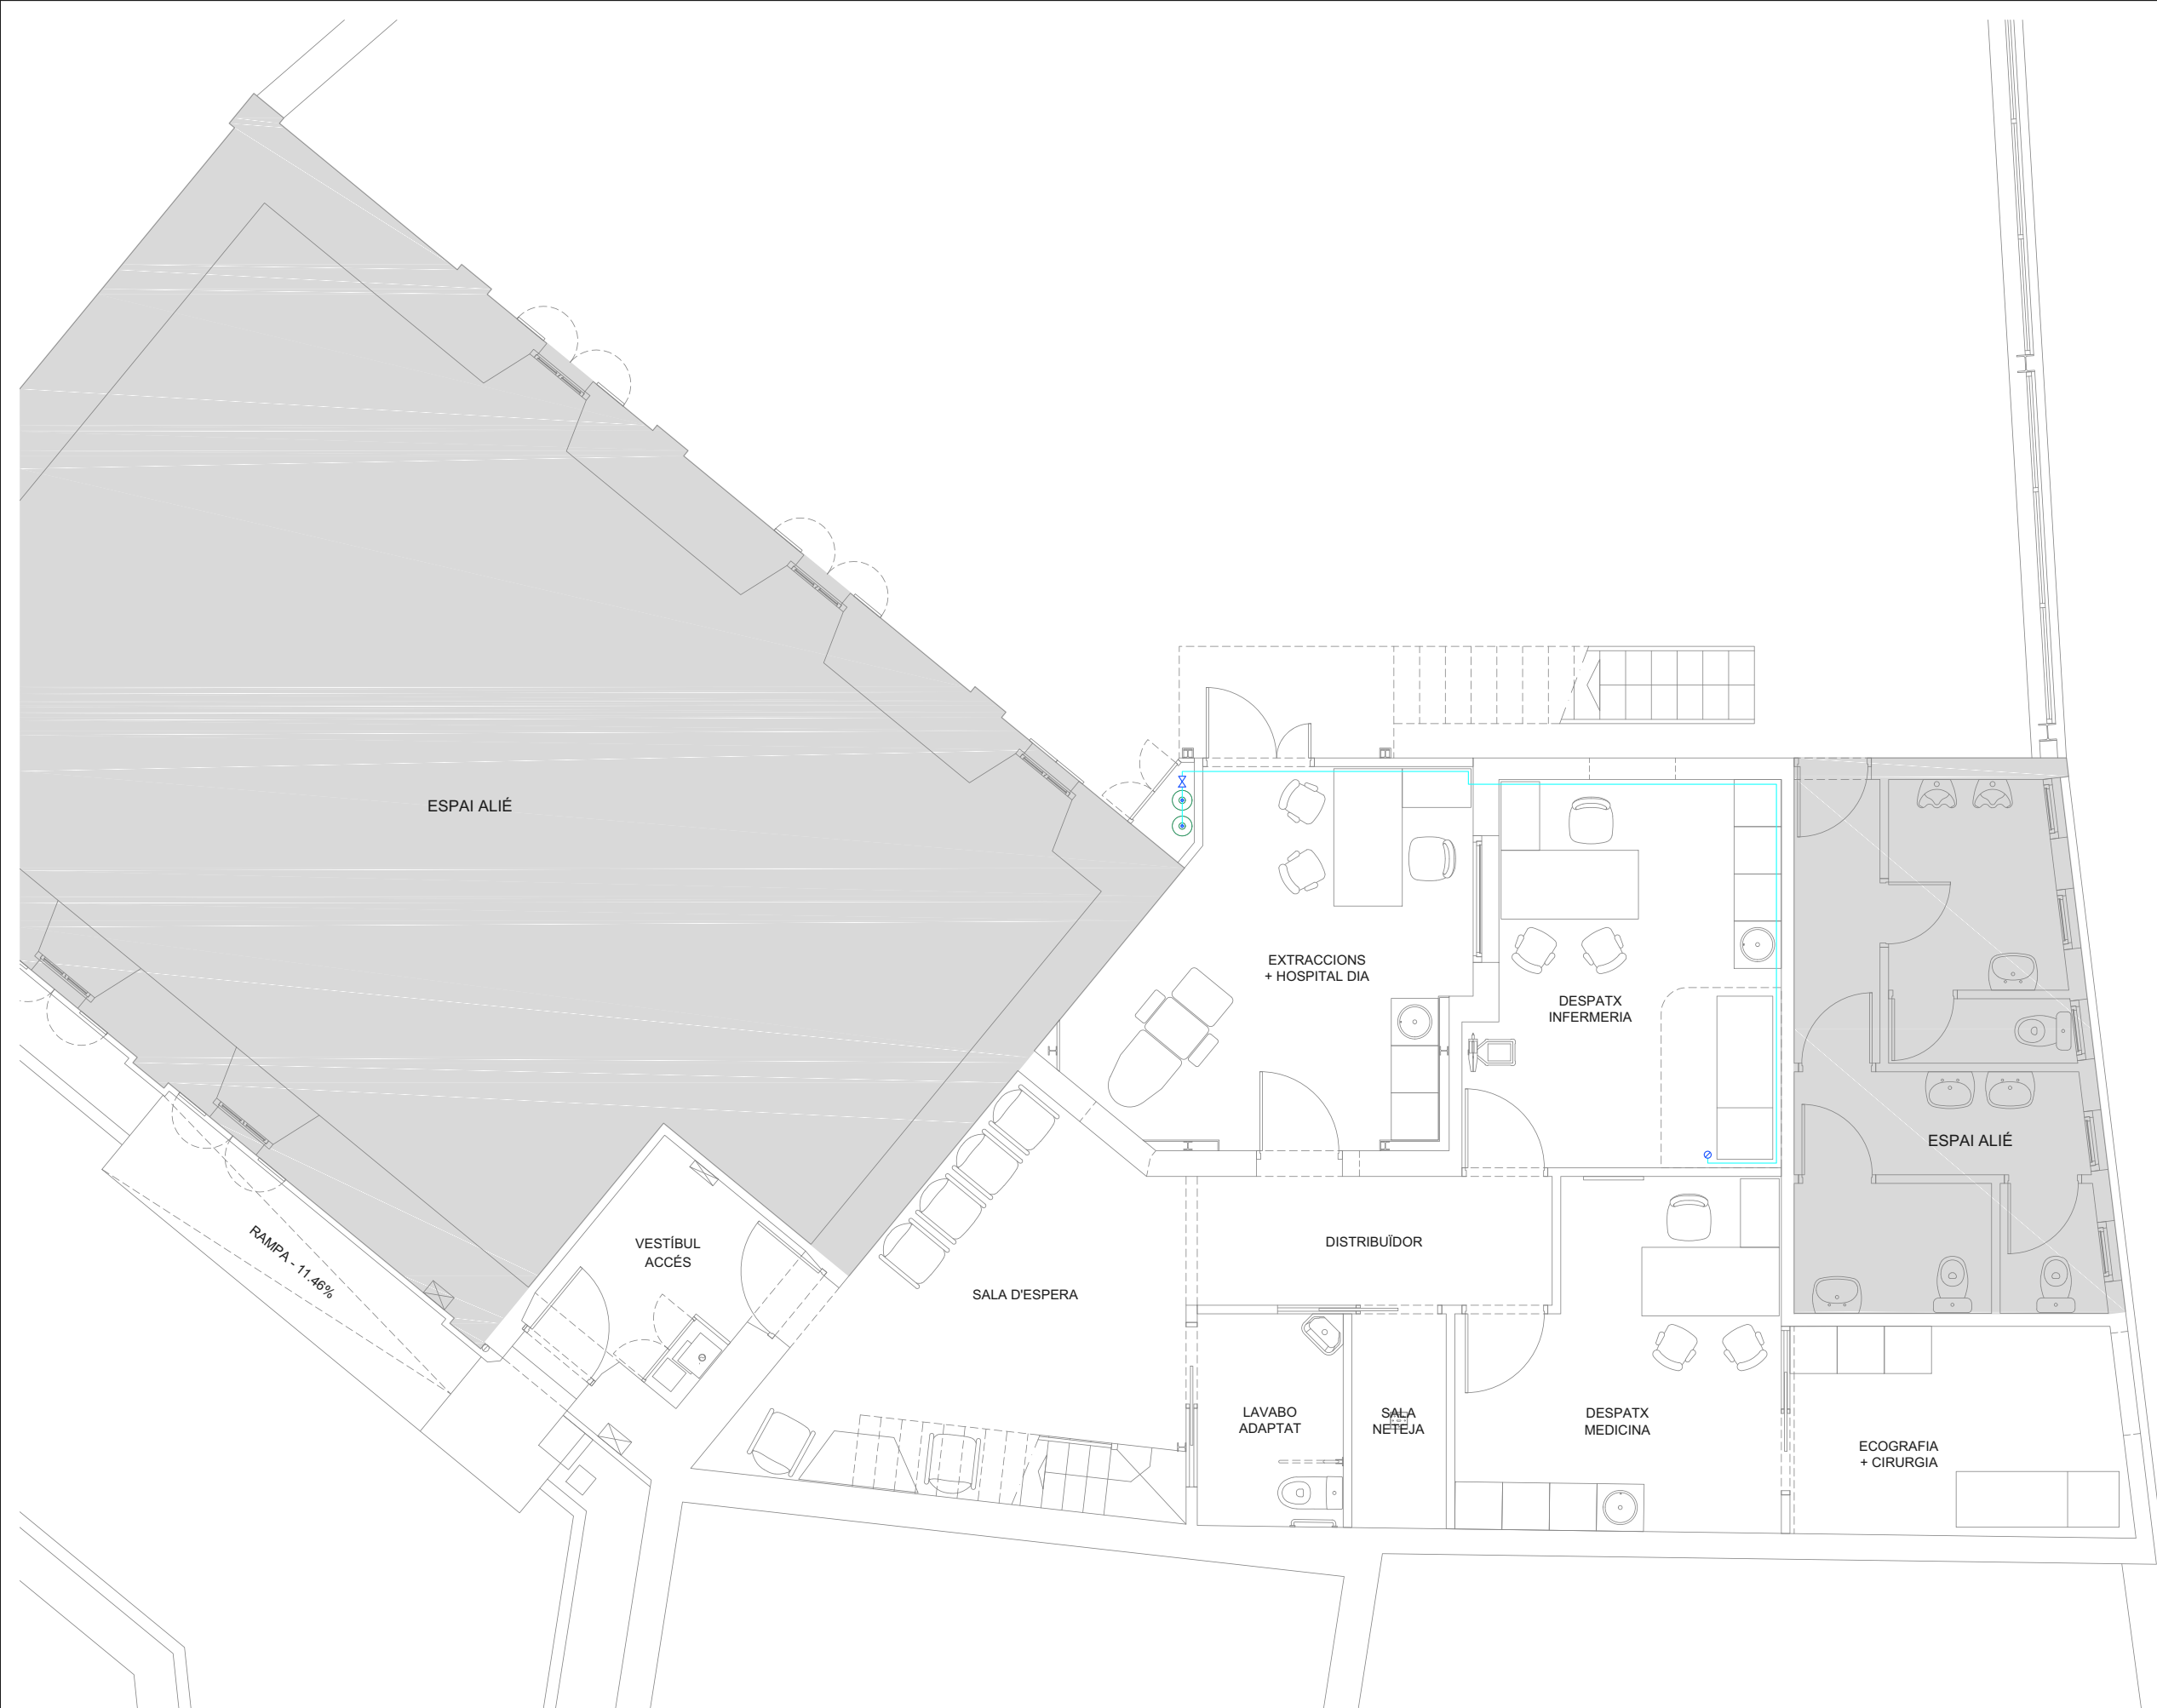 ESPAI ALIÉ
EXTRACCIONS
+ HOSPITAL DIA
DESPATX
INFERMERIA
ESPAI ALIÉ
RAMPA - 11.46%
VESTÍBUL
ACCÉS
DISTRIBUÏDOR
SALA D'ESPERA
LAVABO
ADAPTAT
SALA
NETEJA
DESPATX
MEDICINA
ECOGRAFIA
+ CIRURGIA